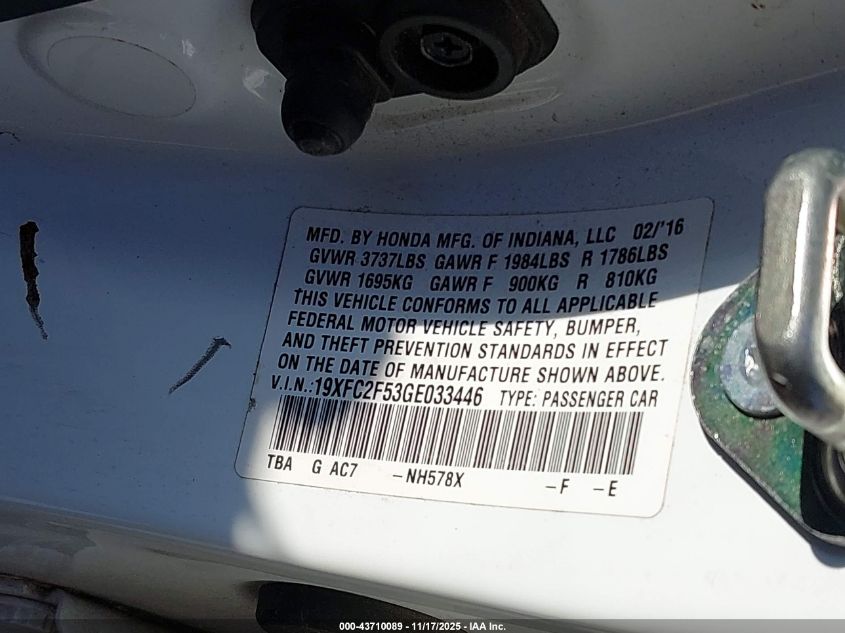 MFD. BY HONDA MFG. OF INDIANA, LLC 02/'16
GVWR 3737LBS GAWR F 1984LBS R 1786LBS
GVWR 1695KG GAWR F 900KG R 810KG
THIS VEHICLE CONFORMS TO ALL APPLICABLE
FEDERAL MOTOR VEHICLE SAFETY, BUMPER,
AND THEFT PREVENTION STANDARDS IN EFFECT
ON THE DATE OF MANUFACTURE SHOWN ABOVE.
V.I.N.:19XFC2F53GE033446 TYPE: PASSENGER CAR
TBA G AC7 -NH578X -F -E
000-43710089 - 11/17/2025 - IAA Inc.